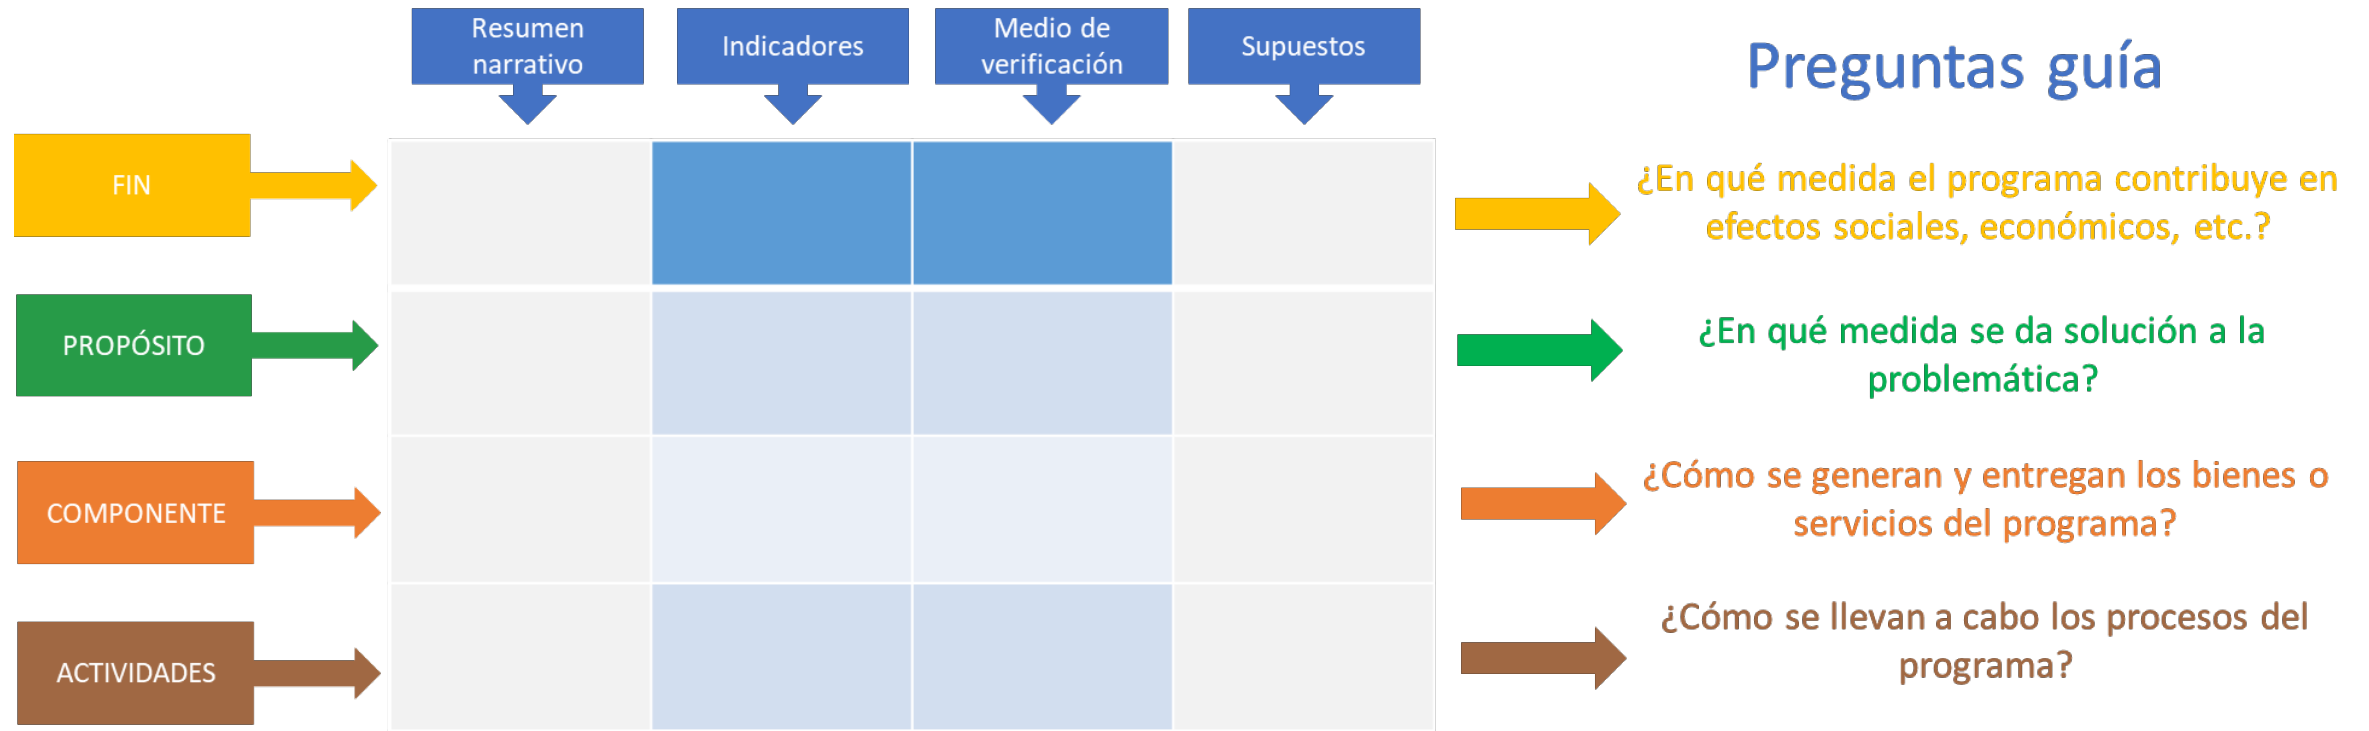 Resumen
narrativo
Indicadores
Medio de
verificación
Supuestos
Preguntas guía
FIN
¿En qué medida el programa contribuye en
efectos sociales, económicos, etc.?
PROPÓSITO
¿En qué medida se da solución a la
problemática?
COMPONENTE
¿Cómo se generan y entregan los bienes o
servicios del programa?
ACTIVIDADES
¿Cómo se llevan a cabo los procesos del
programa?